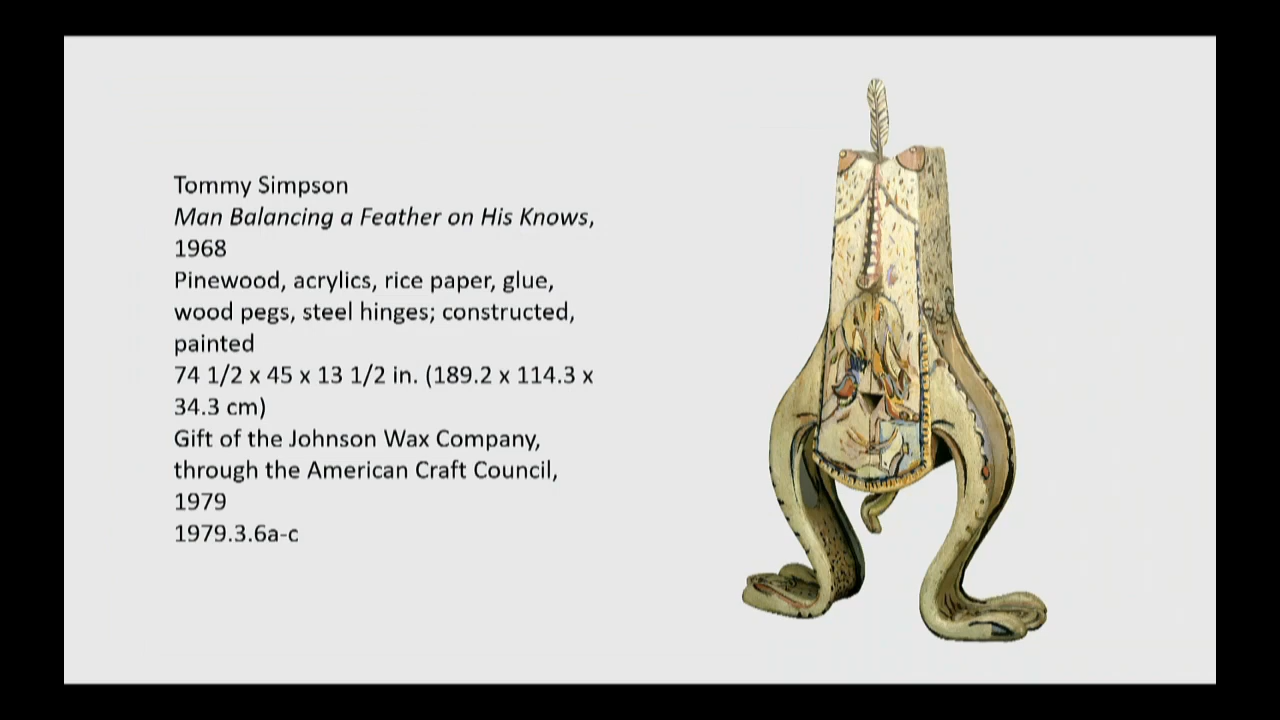 Tommy Simpson
Man Balancing a Feather on His Knows,
1968
Pinewood, acrylics, rice paper, glue,
wood pegs, steel hinges; constructed,
painted
74 1/2 x 45 x 13 1/2 in. (189.2 x 114.3 x
34.3 cm)
Gift of the Johnson Wax Company,
through the American Craft Council,
1979
1979.3.6a-c